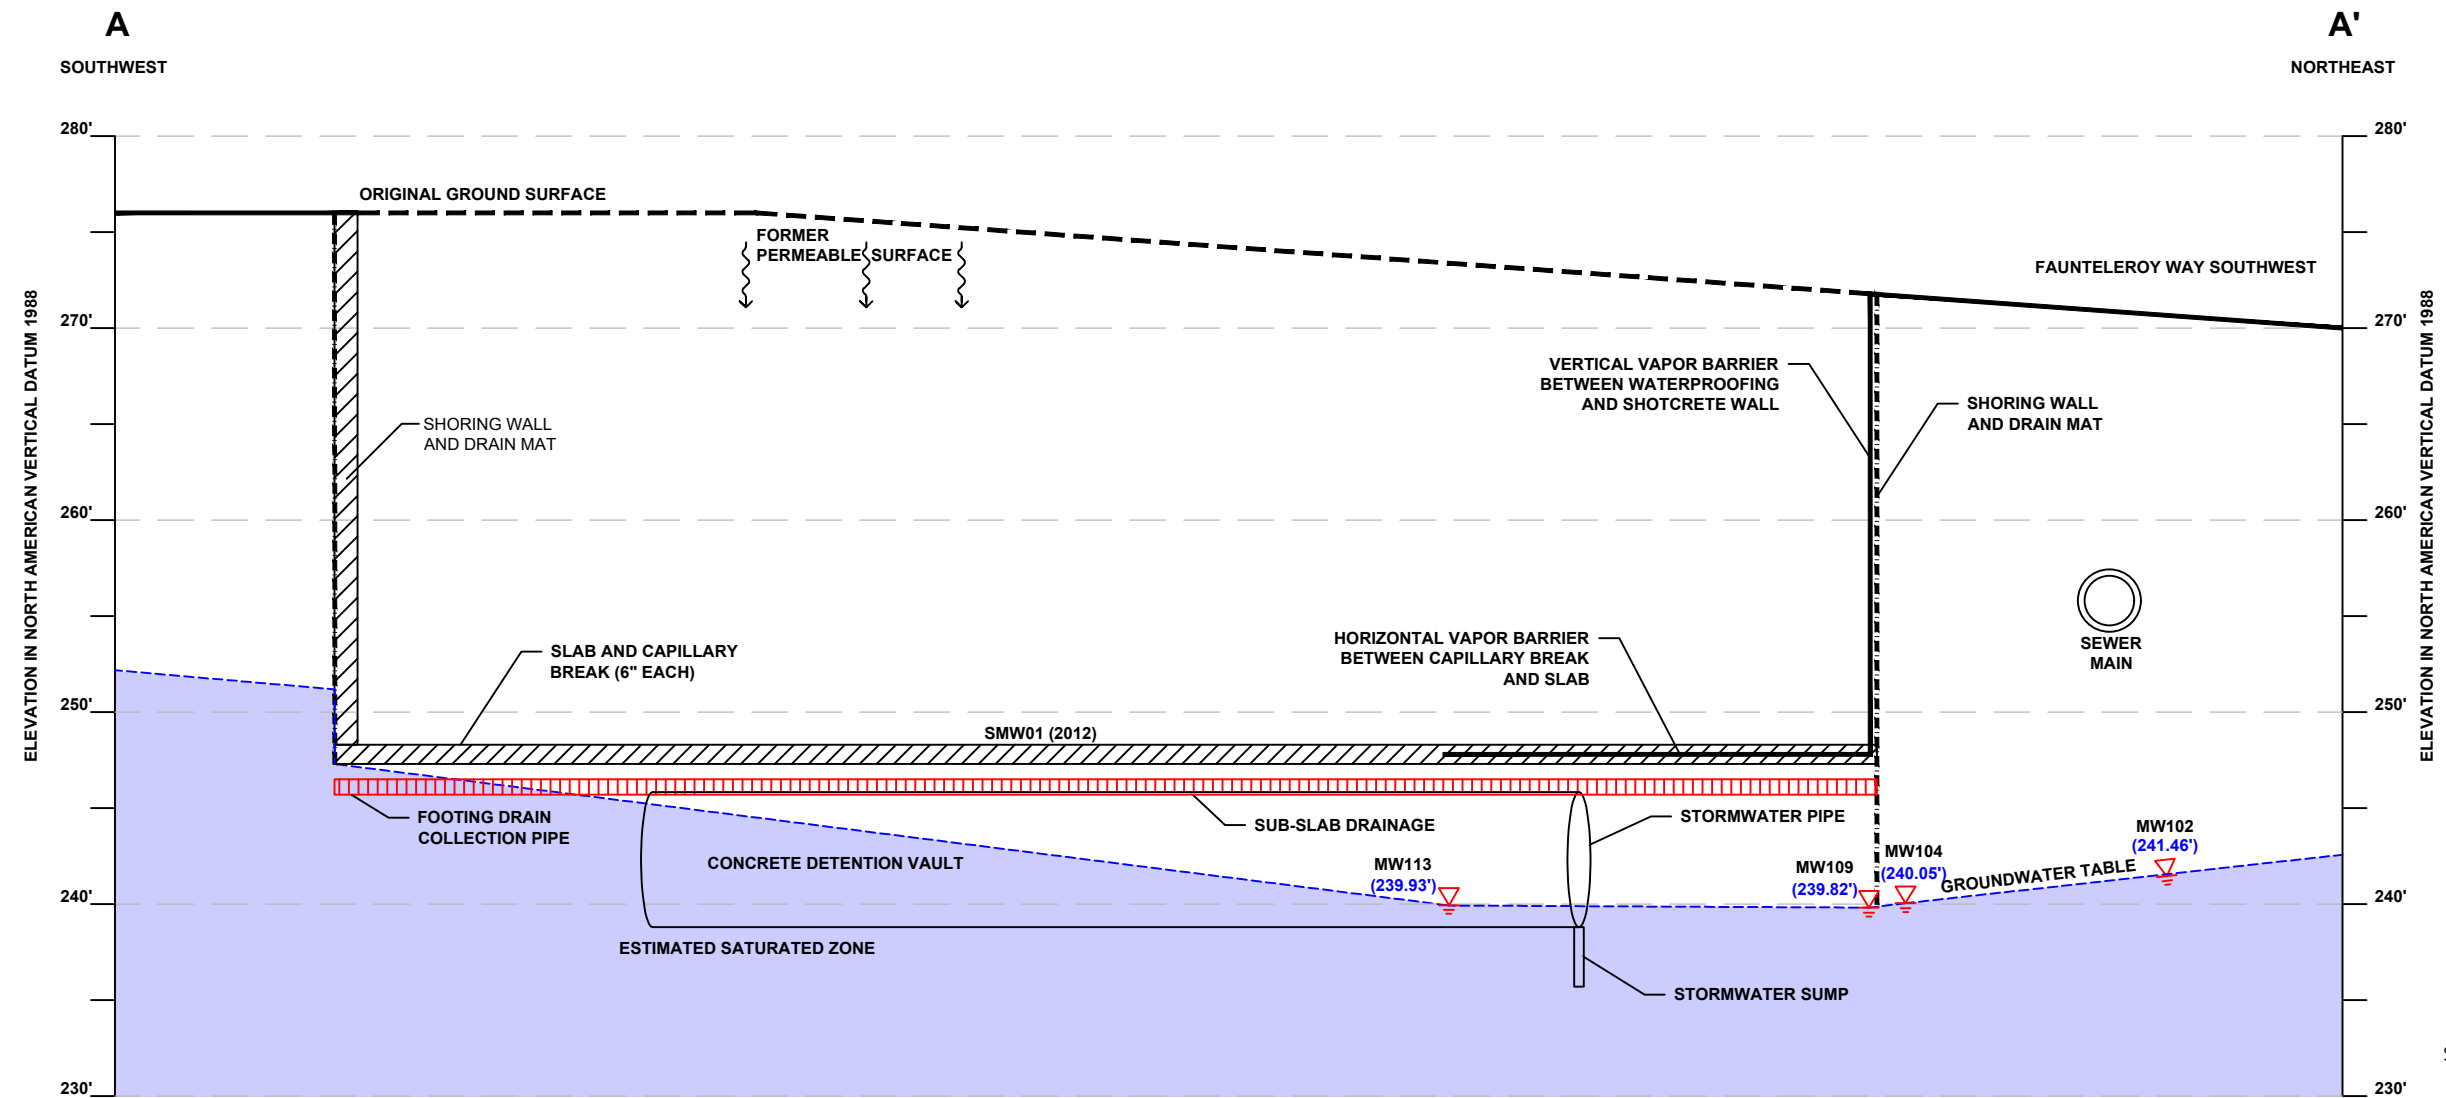 A
A'
SOUTHWEST
NORTHEAST
280'
280'
ORIGINAL GROUND SURFACE
FORMER
PERMEABLE SURFACE
FAUNTELEROY WAY SOUTHWEST
270'
270'
ELEVATION IN NORTH AMERICAN VERTICAL DATUM 1988
ELEVATION IN NORTH AMERICAN VERTICAL DATUM 1988
VERTICAL VAPOR BARRIER
BETWEEN WATERPROOFING
AND SHOTCRETE WALL
SHORING WALL
AND DRAIN MAT
SHORING WALL
AND DRAIN MAT
260'
260'
SEWER
MAIN
SLAB AND CAPILLARY
BREAK (6" EACH)
HORIZONTAL VAPOR BARRIER
BETWEEN CAPILLARY BREAK
AND SLAB
250'
250'
SMW01 (2012)
FOOTING DRAIN
COLLECTION PIPE
SUB-SLAB DRAINAGE
STORMWATER PIPE
CONCRETE DETENTION VAULT
MW113
(239.93')
MW109
(239.82')
MW104
(240.05')
MW102
(241.46')
GROUNDWATER TABLE
240'
240'
ESTIMATED SATURATED ZONE
STORMWATER SUMP
230'
230'